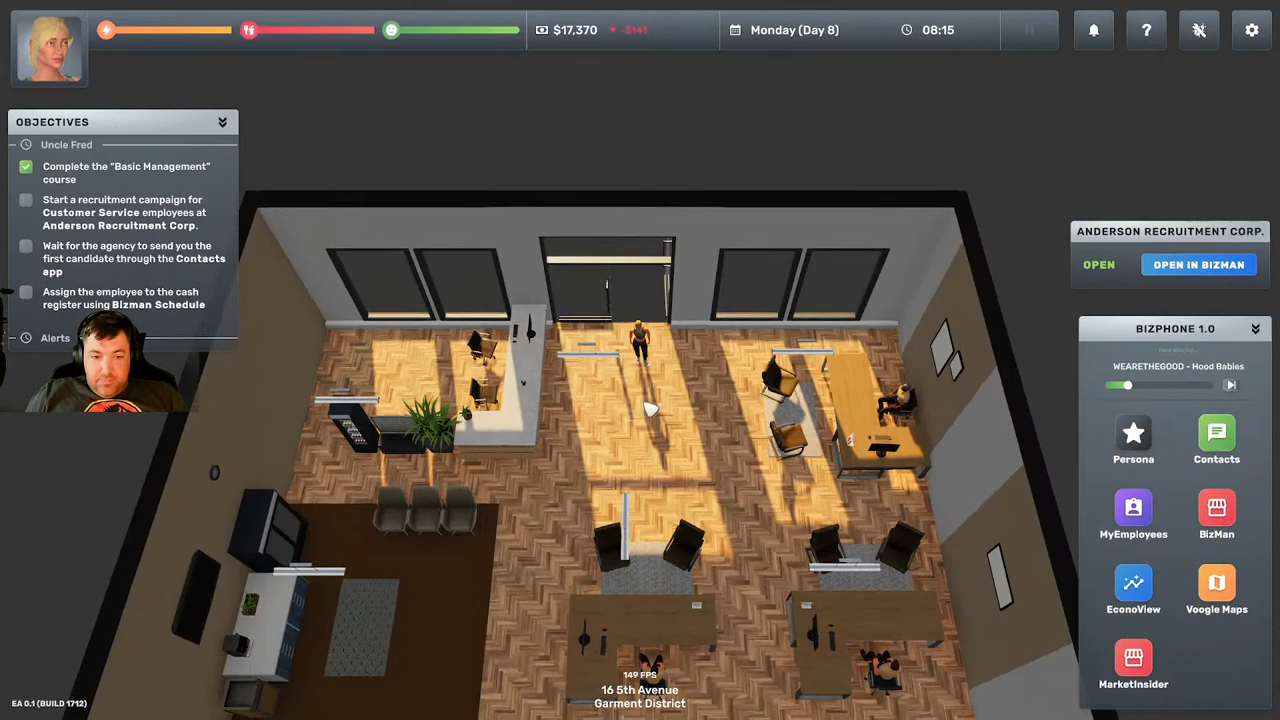 $17,370 -$141
Monday (Day 8)
08:15
?
OBJECTIVES
Uncle Fred
Complete the "Basic Management"
course
Start a recruitment campaign for
Customer Service employees at
Anderson Recruitment Corp.
Wait for the agency to send you the
first candidate through the Contacts
app
Assign the employee to the cash
register using Bizman Schedule
Alerts
ANDERSON RECRUITMENT CORP.
OPEN
OPEN IN BIZMAN
BIZPHONE 1.0
Now playing...
WEARETHEGOOD - Hood Babies
Persona
Contacts
MyEmployees
BizMan
EconoView
Voogle Maps
MarketInsider
149 FPS
16 5th Avenue
Garment District
EA 0.1 (BUILD 1712)